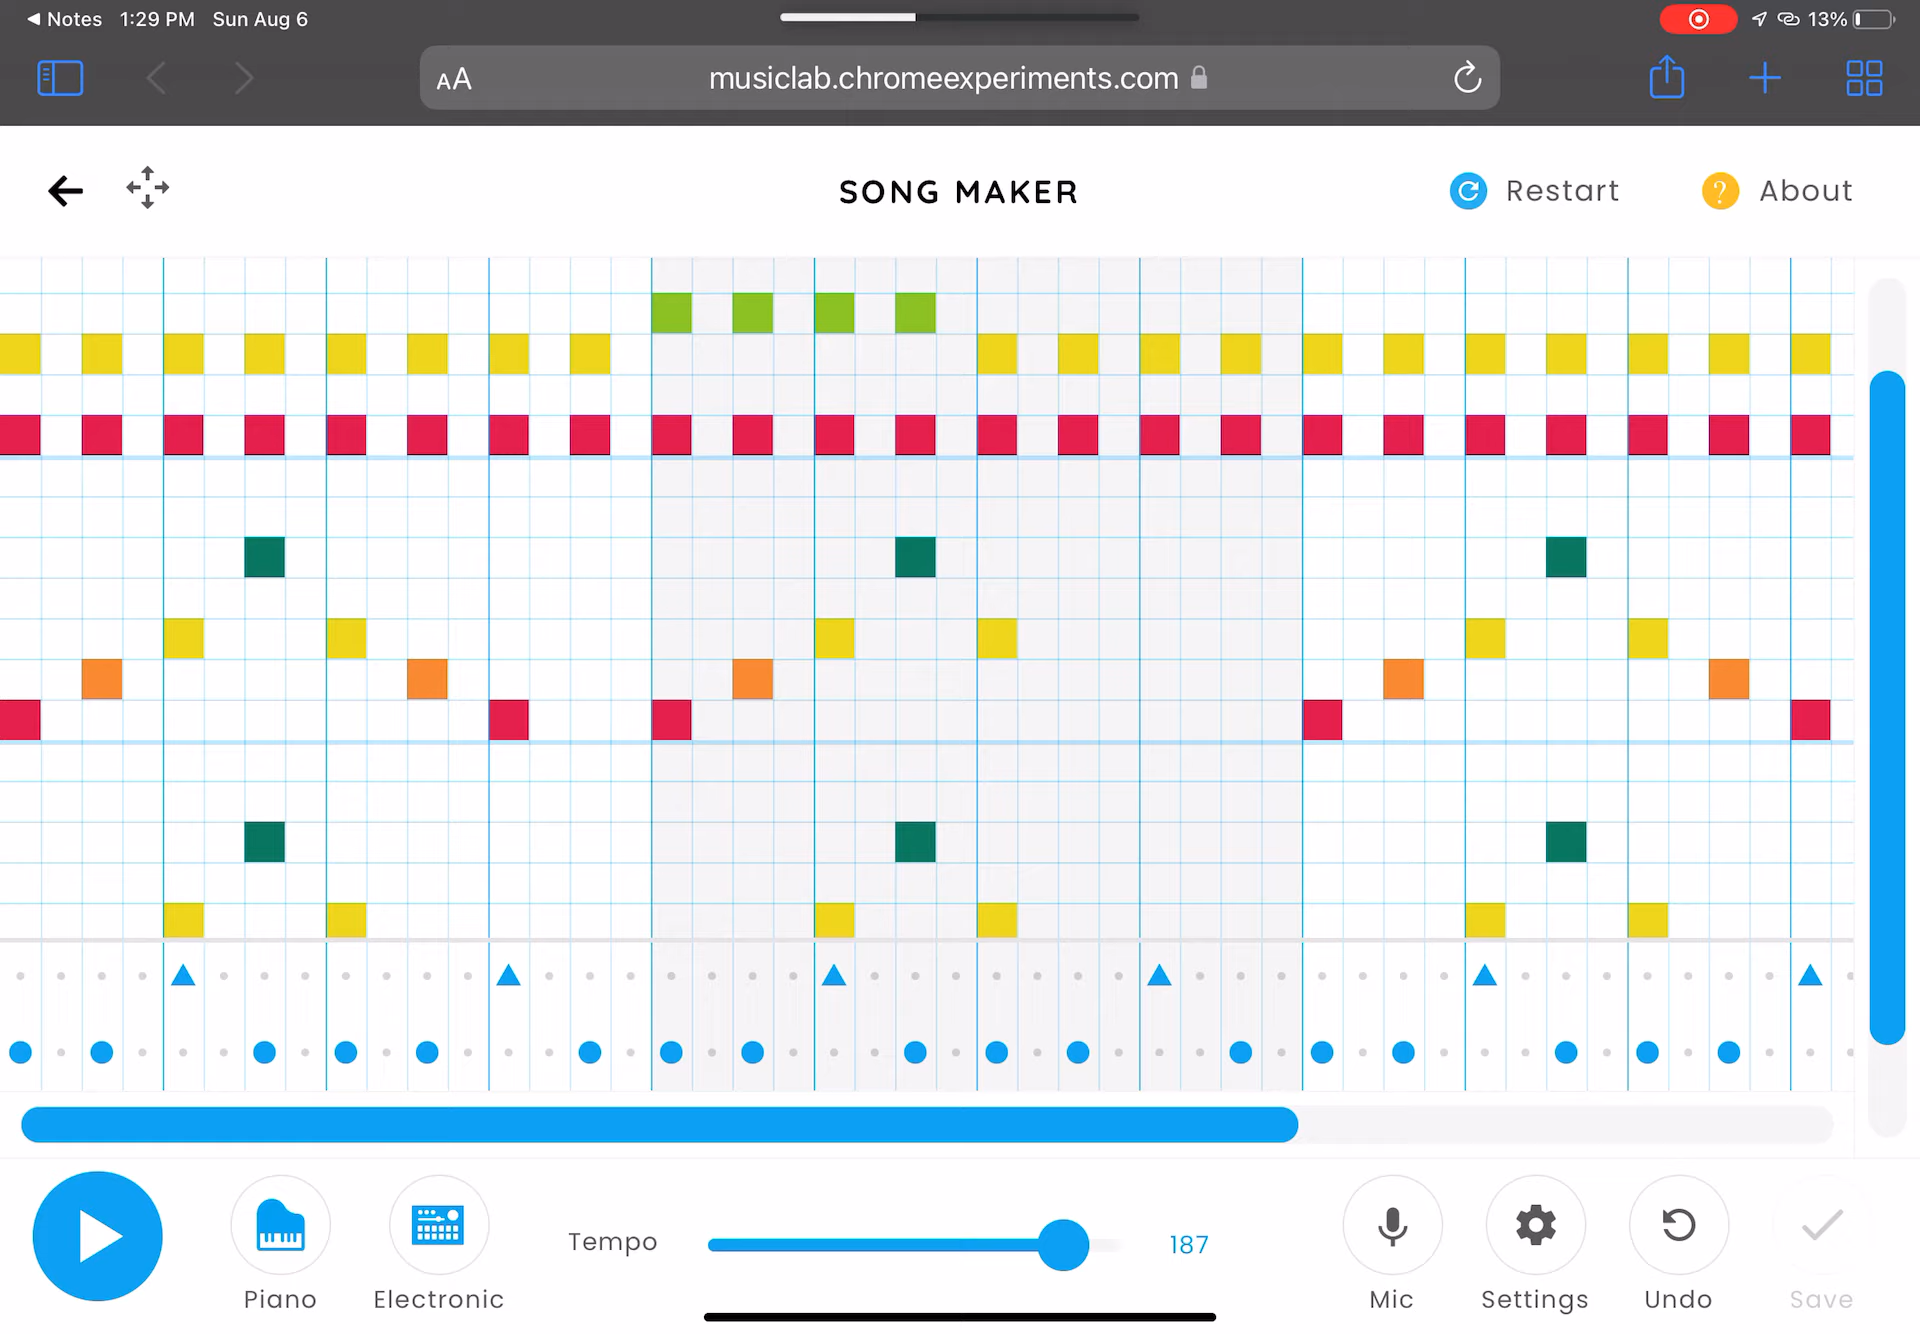 Notes 1:29 PM Sun Aug 6 13%
AA musiclab.chromeexperiments.com
SONG MAKER Restart ? About
Tempo 187
Piano Electronic Mic Settings Undo Save